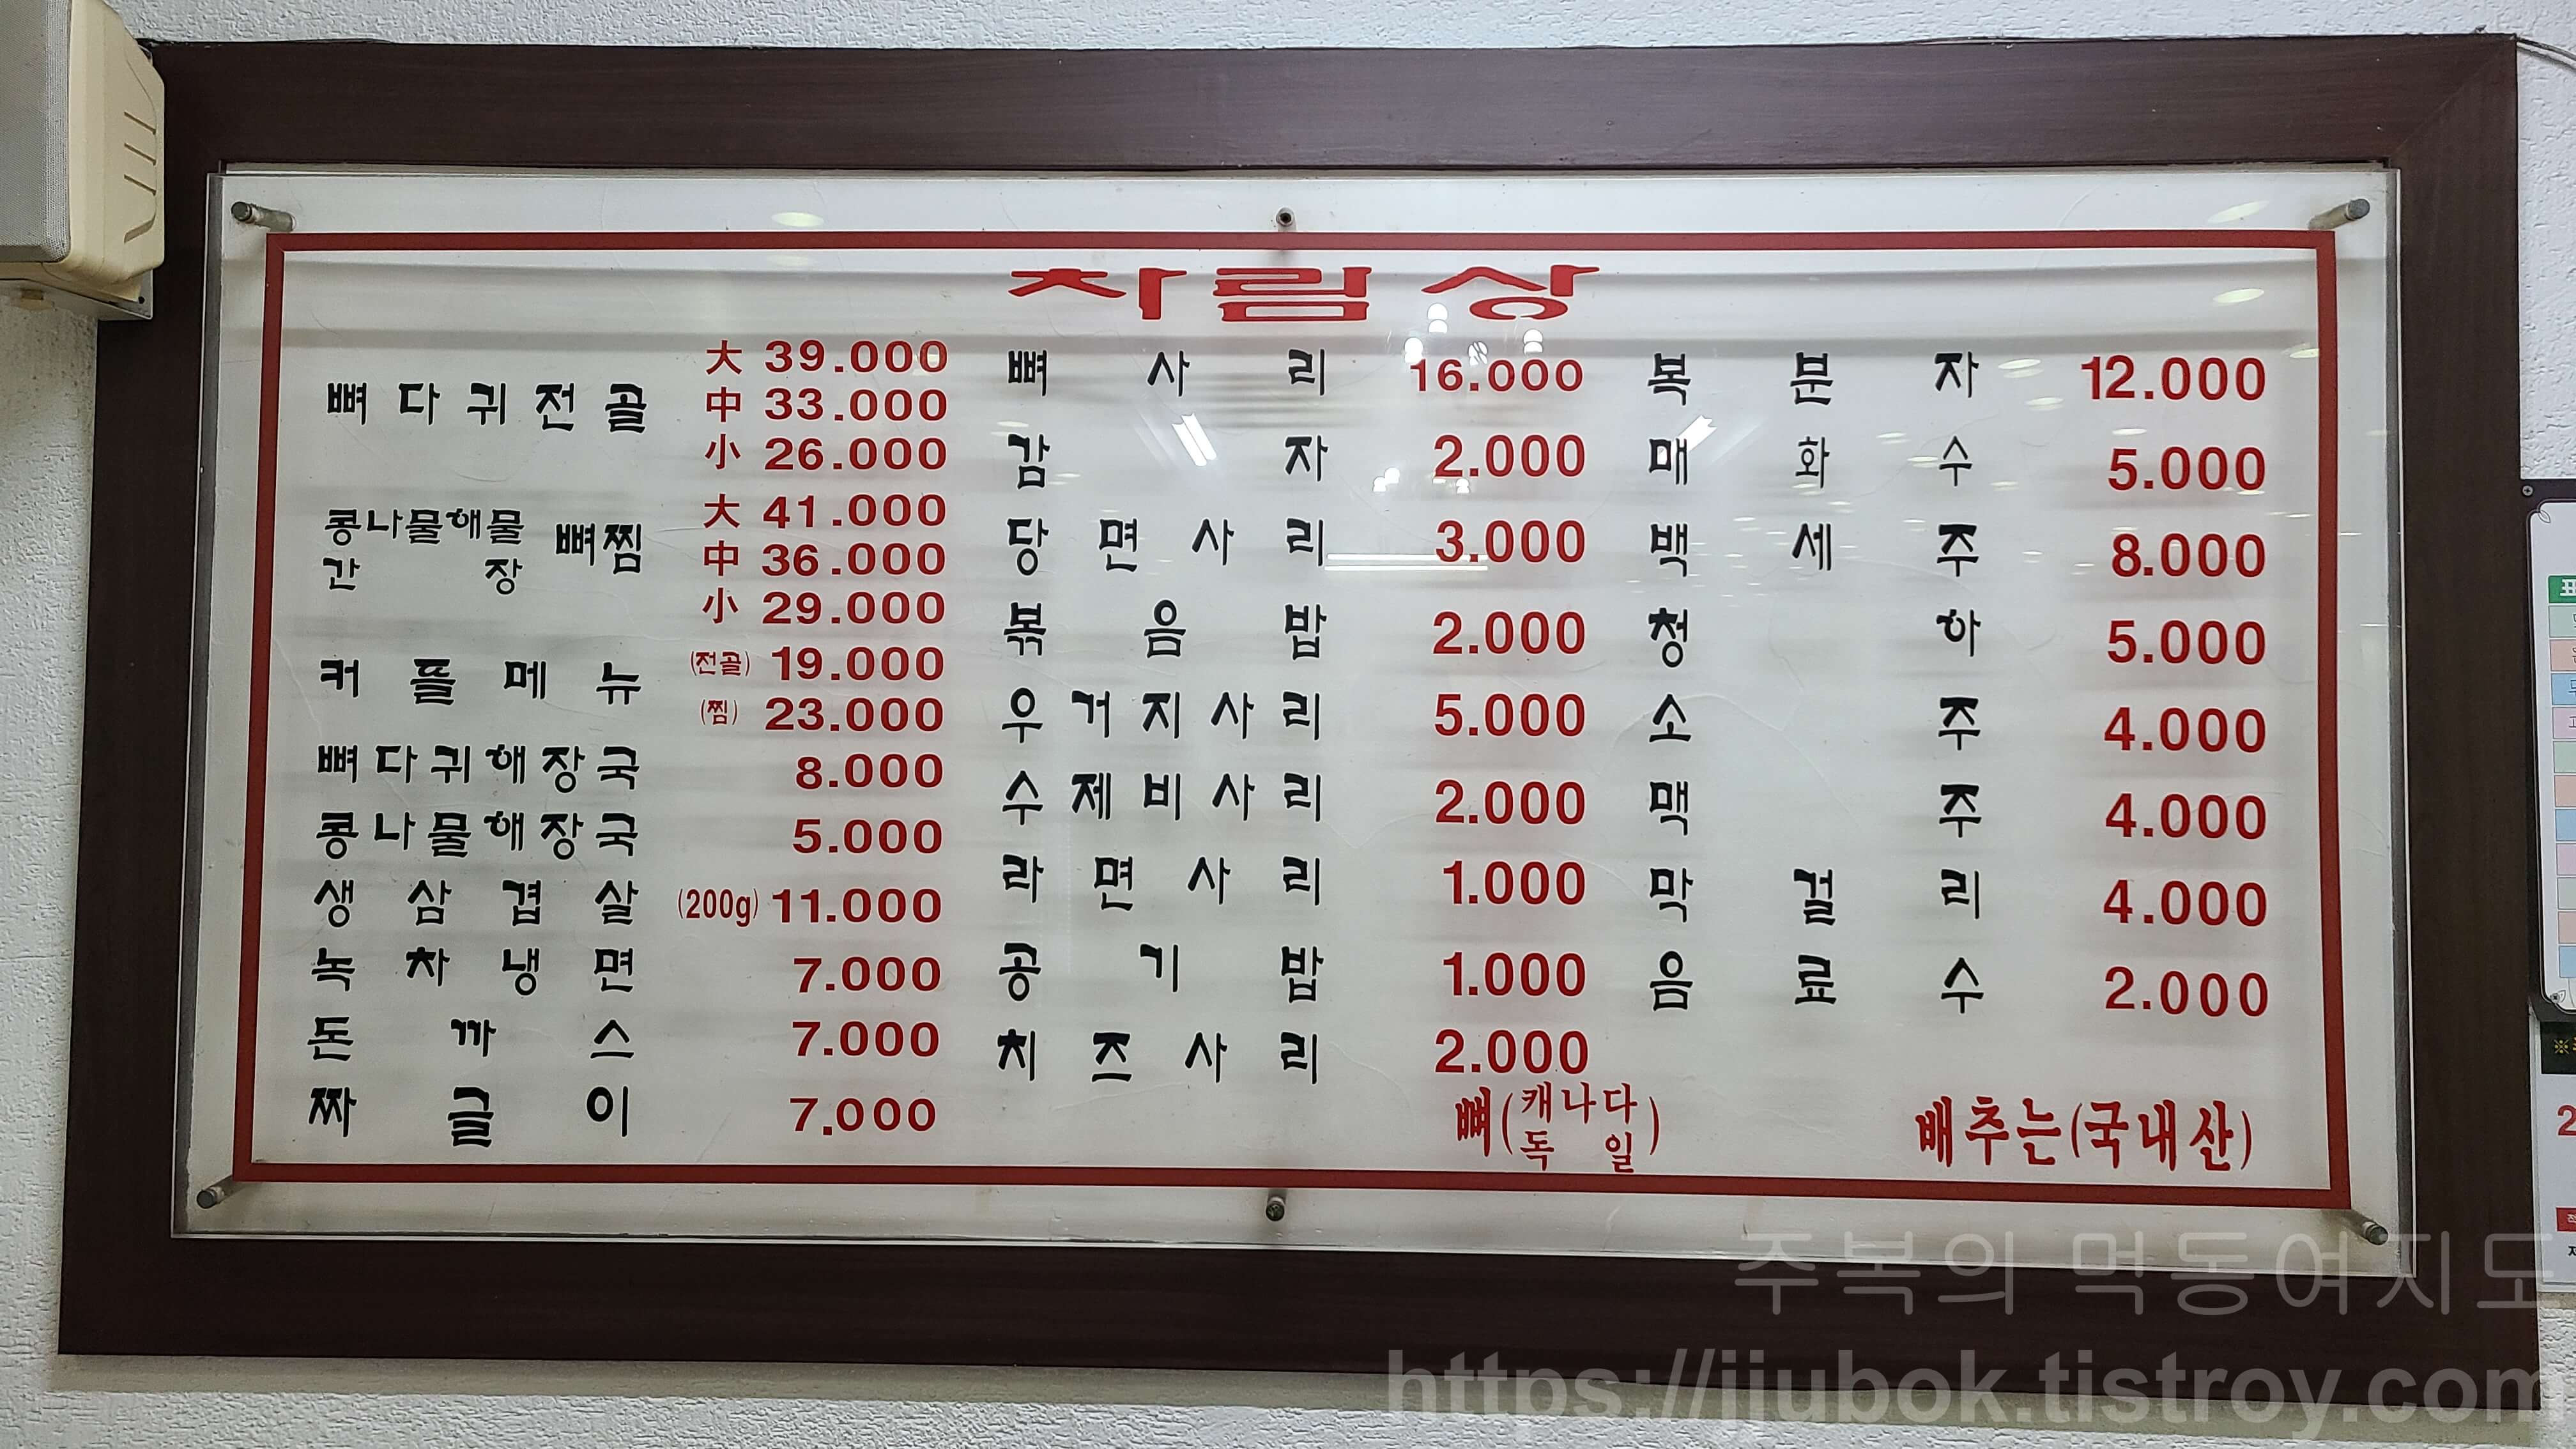 차림상
뼈다귀전골 大 39.000
中 33.000
小 26.000
콩나물해물 간장 뼈찜 大 41.000
中 36.000
小 29.000
커플메뉴 (전골) 19.000
(찜) 23.000
뼈다귀해장국 8.000
콩나물해장국 5.000
생삼겹살 (200g) 11.000
녹차냉면 7.000
돈까스 7.000
짜글이 7.000
뼈사리 16.000
감자 2.000
당면사리 3.000
볶음밥 2.000
우거지사리 5.000
수제비사리 2.000
라면사리 1.000
공기밥 1.000
치즈사리 2.000
복분자 12.000
매화수 5.000
백세주 8.000
청하 5.000
소주 4.000
맥주 4.000
막걸리 4.000
음료수 2.000
뼈(캐나다 독일)
배추는(국내산)
주복의 먹동여지도
https://jjubok.tistroy.com